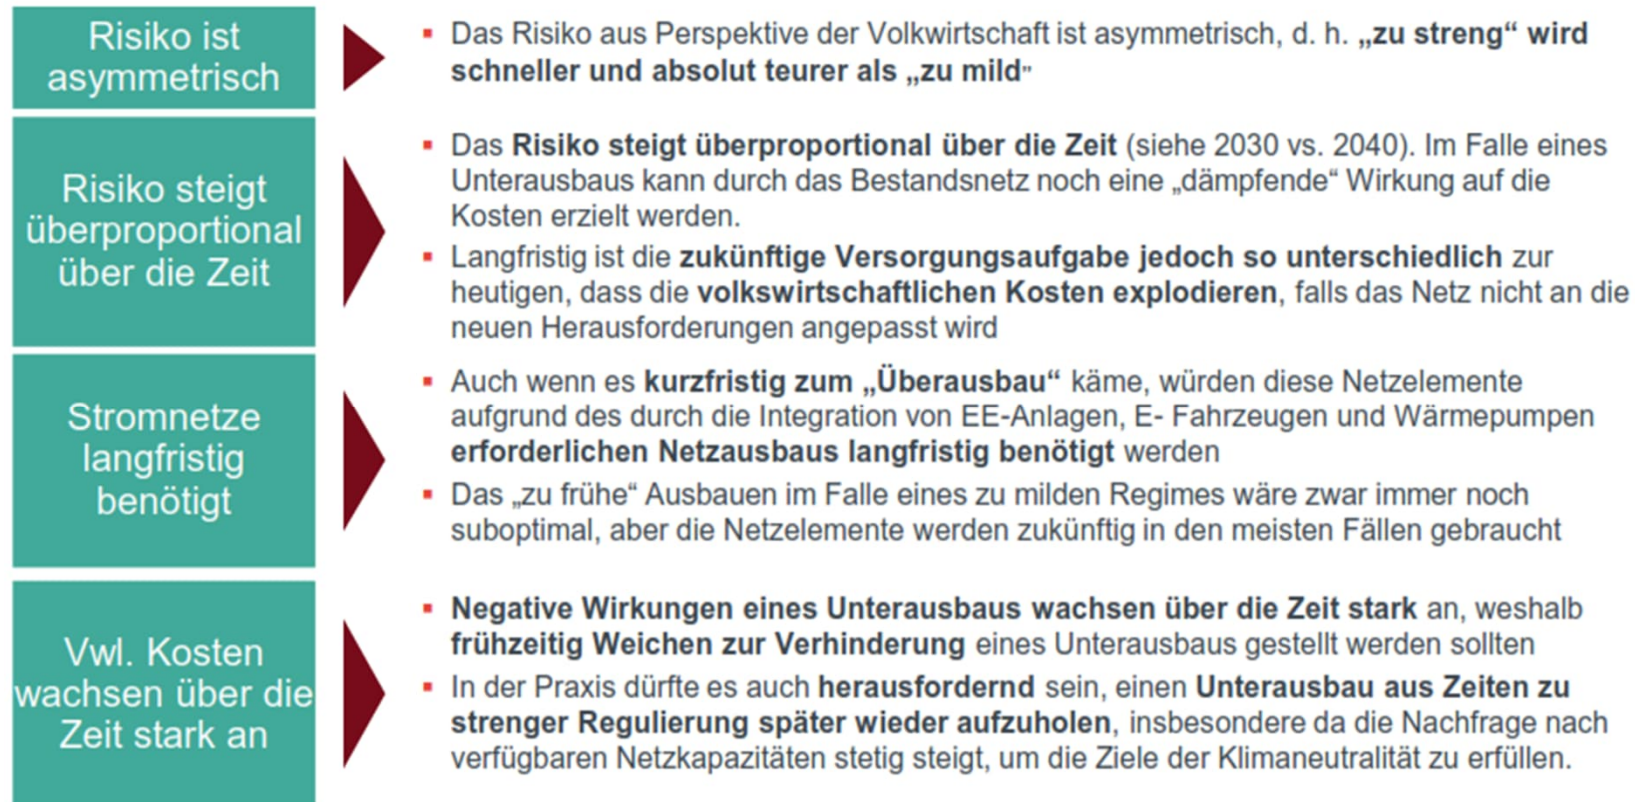 Risiko ist
asymmetrisch
▪ Das Risiko aus Perspektive der Volkwirtschaft ist asymmetrisch, d. h. „zu streng“ wird
schneller und absolut teurer als „zu mild”
Risiko steigt
überproportional
über die Zeit
▪ Das Risiko steigt überproportional über die Zeit (siehe 2030 vs. 2040). Im Falle eines
Unterausbaus kann durch das Bestandsnetz noch eine „dämpfende“ Wirkung auf die
Kosten erzielt werden.
▪ Langfristig ist die zukünftige Versorgungsaufgabe jedoch so unterschiedlich zur
heutigen, dass die volkswirtschaftlichen Kosten explodieren, falls das Netz nicht an die
neuen Herausforderungen angepasst wird
Stromnetze
langfristig
benötigt
▪ Auch wenn es kurzfristig zum „Überausbau“ käme, würden diese Netzelemente
aufgrund des durch die Integration von EE-Anlagen, E- Fahrzeugen und Wärmepumpen
erforderlichen Netzausbaus langfristig benötigt werden
▪ Das „zu frühe“ Ausbauen im Falle eines zu milden Regimes wäre zwar immer noch
suboptimal, aber die Netzelemente werden zukünftig in den meisten Fällen gebraucht
Vwl. Kosten
wachsen über die
Zeit stark an
▪ Negative Wirkungen eines Unterausbaus wachsen über die Zeit stark an, weshalb
frühzeitig Weichen zur Verhinderung eines Unterausbaus gestellt werden sollten
▪ In der Praxis dürfte es auch herausfordernd sein, einen Unterausbau aus Zeiten zu
strenger Regulierung später wieder aufzuholen, insbesondere da die Nachfrage nach
verfügbaren Netzkapazitäten stetig steigt, um die Ziele der Klimaneutralität zu erfüllen.